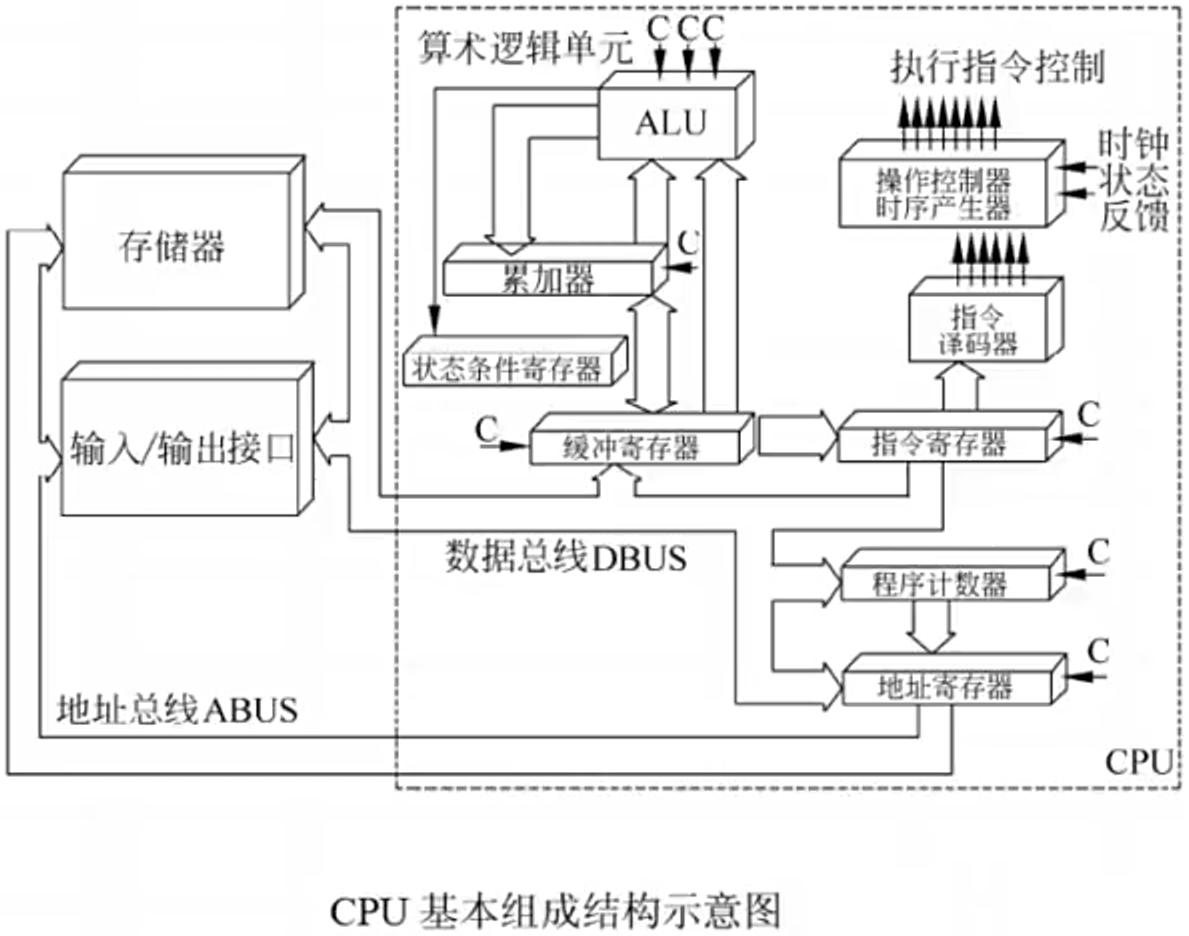 算术逻辑单元
C C C
ALU
执行指令控制
操作控制器
时序产生器
时钟
状态
反馈
存储器
C
累加器
指令
译码器
状态条件寄存器
输入/输出接口
C
缓冲寄存器
指令寄存器
C
数据总线DBUS
程序计数器
C
地址寄存器
C
地址总线ABUS
CPU
CPU 基本组成结构示意图